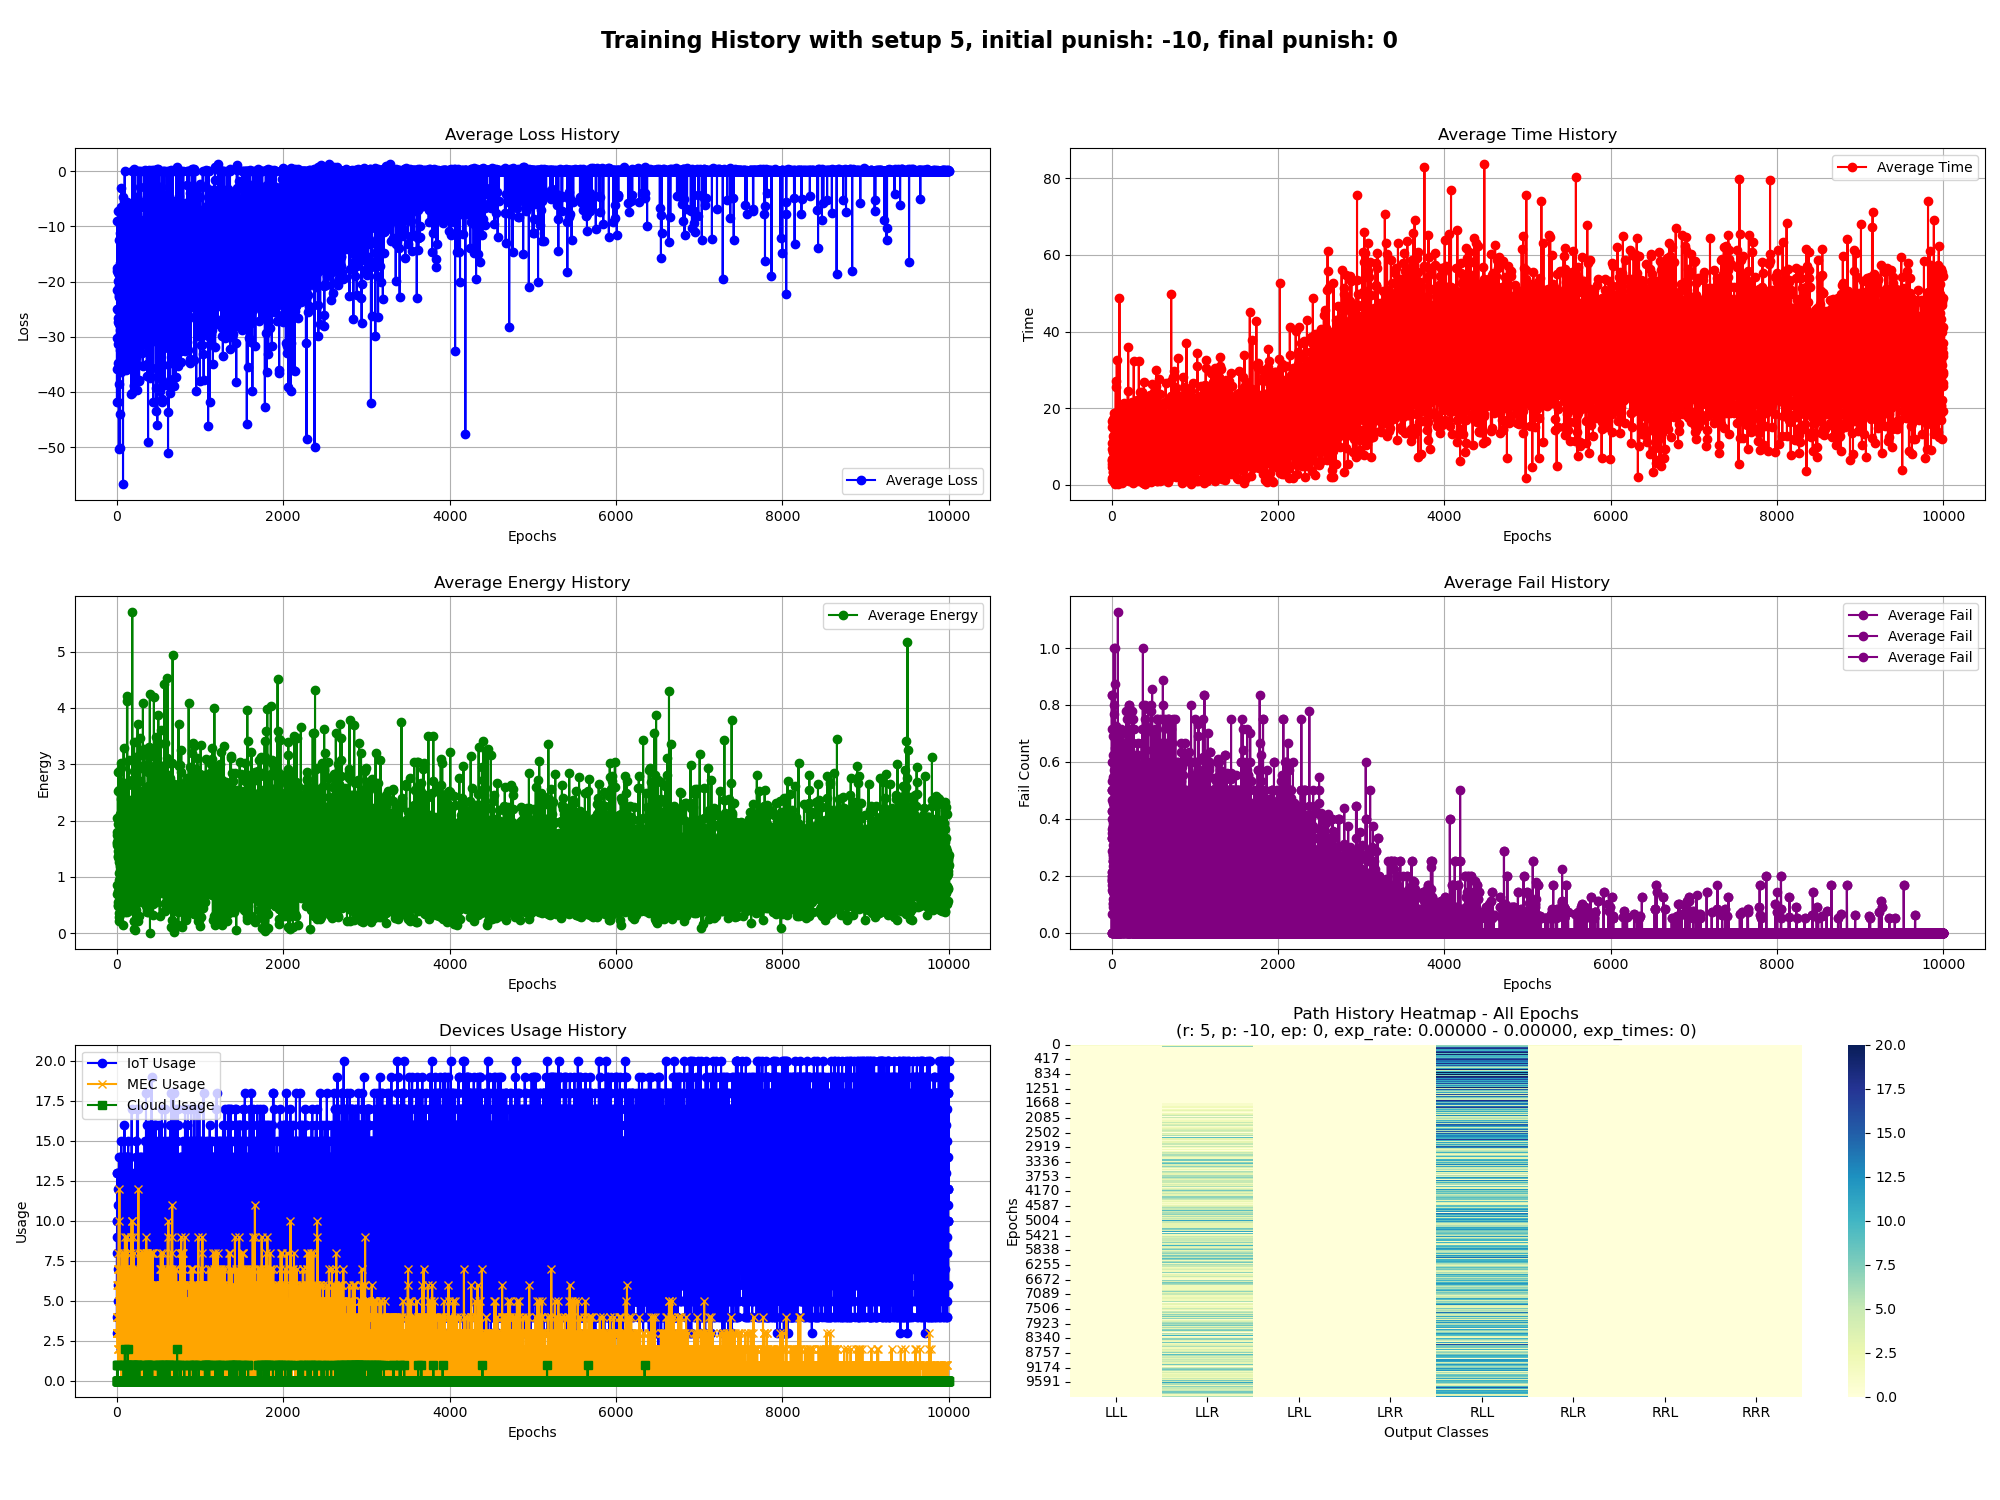 Training History with setup 5, initial punish: -10, final punish: 0
Average Loss History
0
−10
−20
−30
−40
−50
Loss
Average Loss
0 2000 4000 6000 8000 10000
Epochs
Average Time History
80
60
40
20
0
Time
Average Time
0 2000 4000 6000 8000 10000
Epochs
Average Energy History
5
4
3
2
1
0
Energy
Average Energy
0 2000 4000 6000 8000 10000
Epochs
Average Fail History
1.0
0.8
0.6
0.4
0.2
0.0
Fail Count
Average Fail
Average Fail
Average Fail
0 2000 4000 6000 8000 10000
Epochs
Devices Usage History
20.0
17.5
15.0
12.5
10.0
7.5
5.0
2.5
0.0
Usage
IoT Usage
MEC Usage
Cloud Usage
0 2000 4000 6000 8000 10000
Epochs
Path History Heatmap - All Epochs
(r: 5, p: -10, ep: 0, exp_rate: 0.00000 - 0.00000, exp_times: 0)
0
417
834
1251
1668
2085
2502
2919
3336
3753
4170
4587
5004
5421
5838
6255
6672
7089
7506
7923
8340
8757
9174
9591
Epochs
LLL LLR LRL LRR RLL RLR RRL RRR
Output Classes
20.0
17.5
15.0
12.5
10.0
7.5
5.0
2.5
0.0